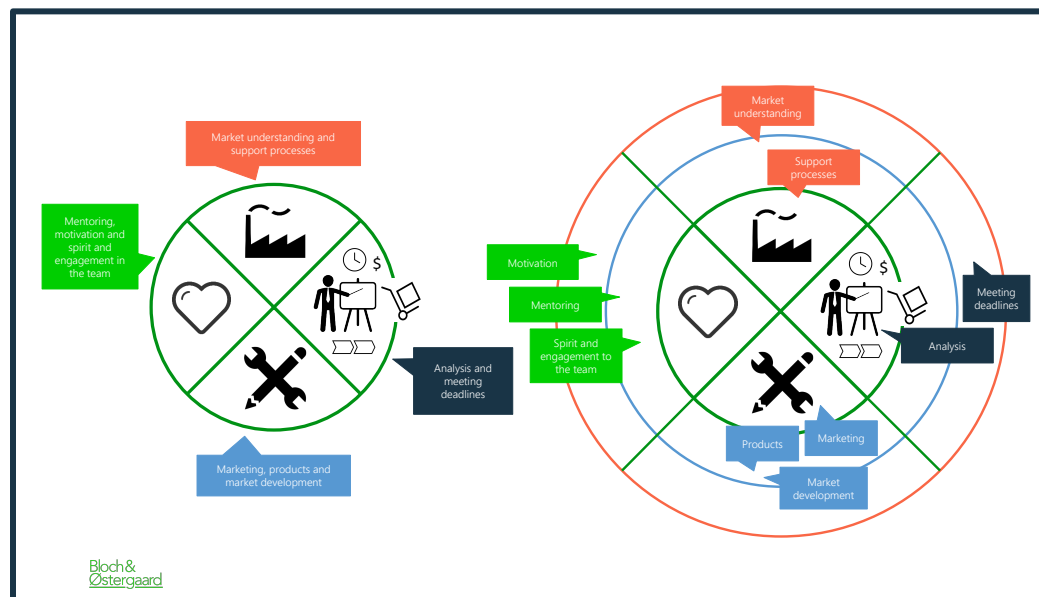 Market understanding and
support processes
Mentoring,
motivation and
spirit and
engagement in
the team
$
Analysis and
meeting
deadlines
Marketing, products and
market development
Market
understanding
Support
processes
Motivation
Mentoring
Spirit and
engagement to
the team
$
Meeting
deadlines
Analysis
Products
Marketing
Market
development
Bloch&
Østergaard